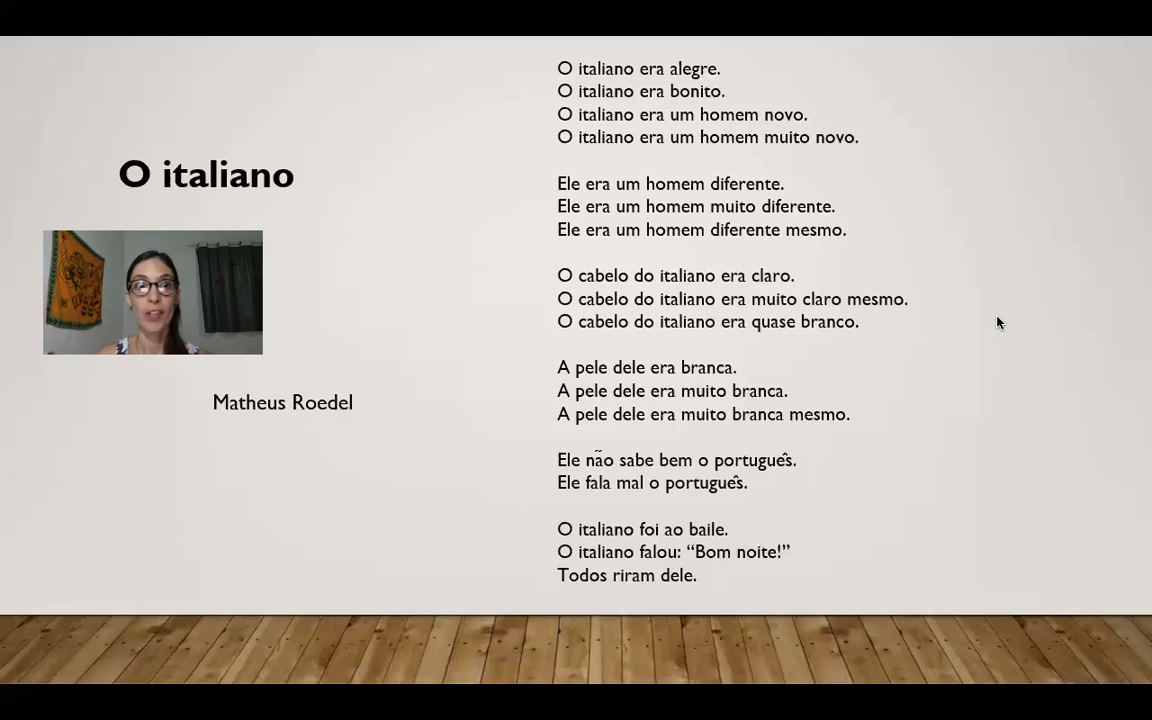 O italiano
Matheus Roedel
O italiano era alegre.
O italiano era bonito.
O italiano era um homem novo.
O italiano era um homem muito novo.
Ele era um homem diferente.
Ele era um homem muito diferente.
Ele era um homem diferente mesmo.
O cabelo do italiano era claro.
O cabelo do italiano era muito claro mesmo.
O cabelo do italiano era quase branco.
A pele dele era branca.
A pele dele era muito branca.
A pele dele era muito branca mesmo.
Ele não sabe bem o português.
Ele fala mal o português.
O italiano foi ao baile.
O italiano falou: “Bom noite!”
Todos riram dele.